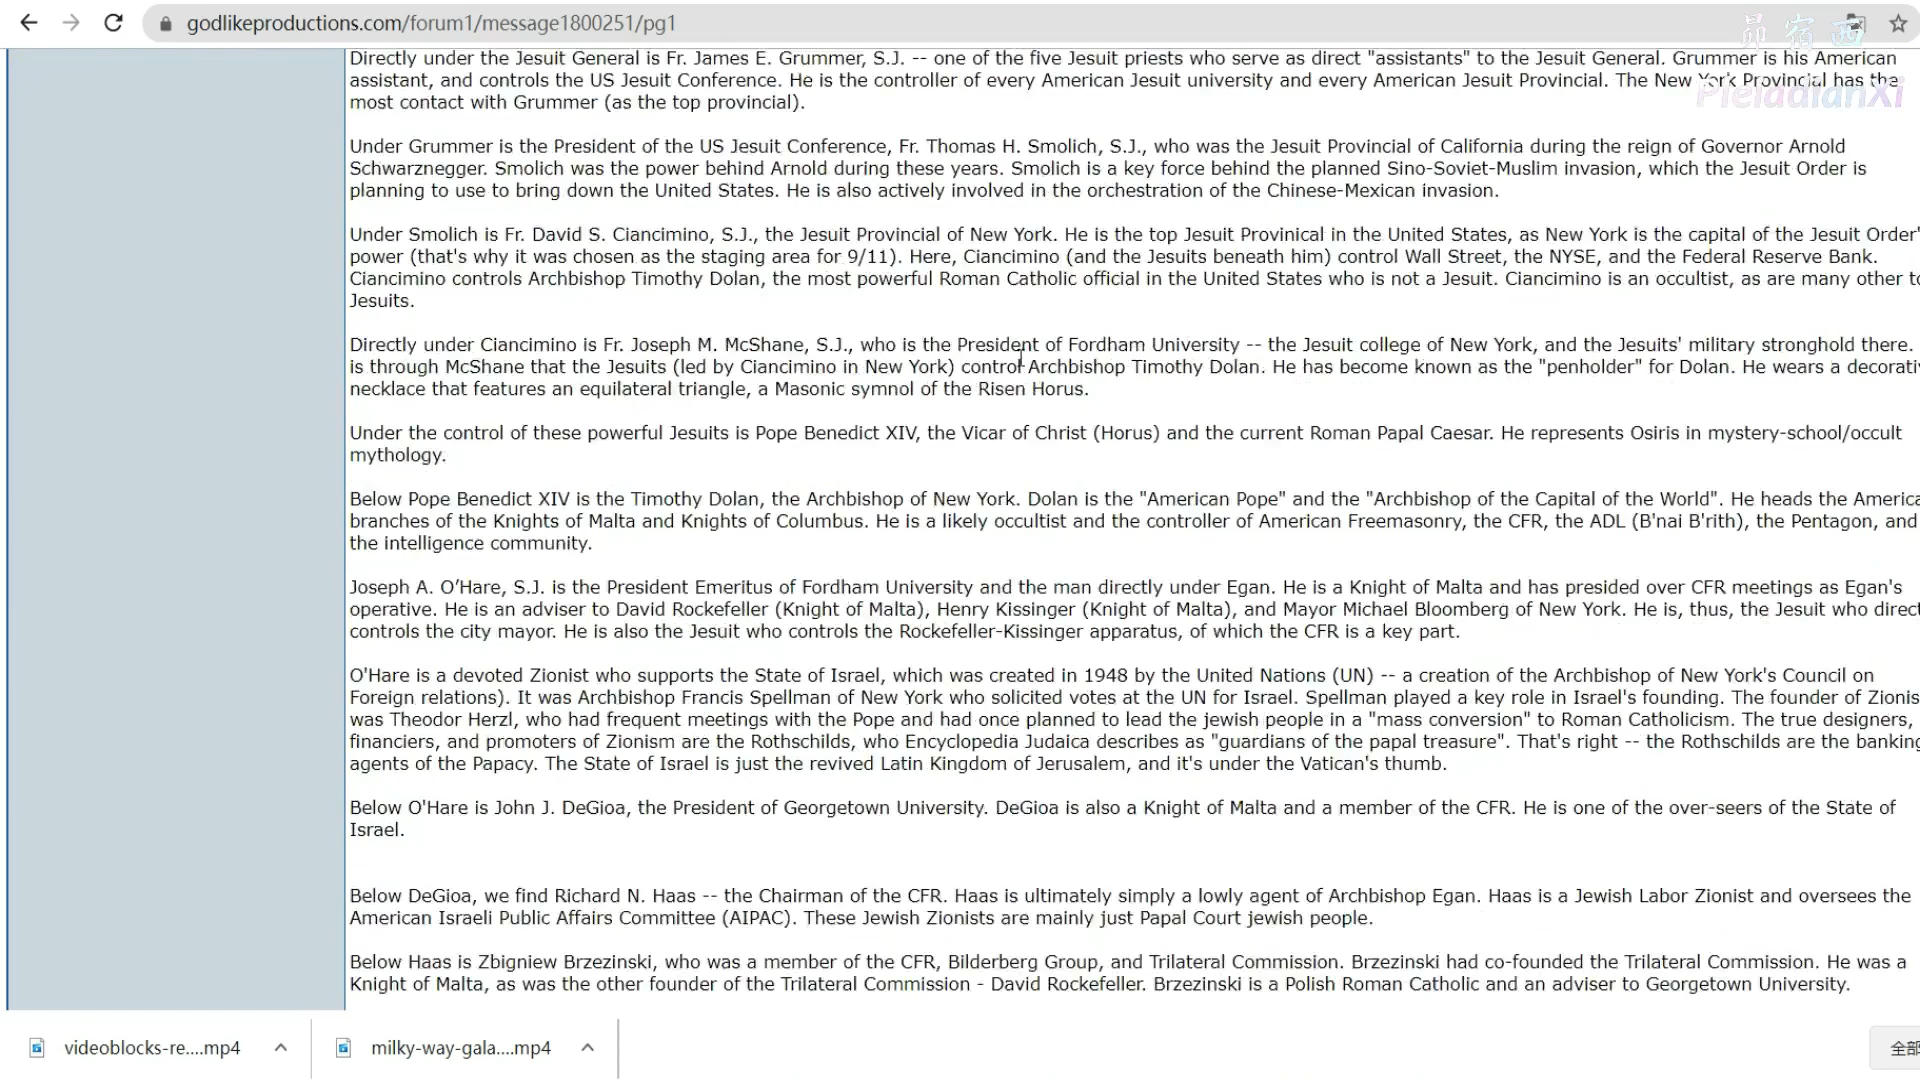 godlikeproductions.com/forum1/message1800251/pg1
昴宿西
PleiadianXi
Directly under the Jesuit General is Fr. James E. Grummer, S.J. -- one of the five Jesuit priests who serve as direct "assistants" to the Jesuit General. Grummer is his American
assistant, and controls the US Jesuit Conference. He is the controller of every American Jesuit university and every American Jesuit Provincial. The New York Provincial has the
most contact with Grummer (as the top provincial).
Under Grummer is the President of the US Jesuit Conference, Fr. Thomas H. Smolich, S.J., who was the Jesuit Provincial of California during the reign of Governor Arnold
Schwarznegger. Smolich was the power behind Arnold during these years. Smolich is a key force behind the planned Sino-Soviet-Muslim invasion, which the Jesuit Order is
planning to use to bring down the United States. He is also actively involved in the orchestration of the Chinese-Mexican invasion.
Under Smolich is Fr. David S. Ciancimino, S.J., the Jesuit Provincial of New York. He is the top Jesuit Provinical in the United States, as New York is the capital of the Jesuit Order'
power (that's why it was chosen as the staging area for 9/11). Here, Ciancimino (and the Jesuits beneath him) control Wall Street, the NYSE, and the Federal Reserve Bank.
Ciancimino controls Archbishop Timothy Dolan, the most powerful Roman Catholic official in the United States who is not a Jesuit. Ciancimino is an occultist, as are many other to
Jesuits.
Directly under Ciancimino is Fr. Joseph M. McShane, S.J., who is the President of Fordham University -- the Jesuit college of New York, and the Jesuits' military stronghold there.
is through McShane that the Jesuits (led by Ciancimino in New York) control Archbishop Timothy Dolan. He has become known as the "penholder" for Dolan. He wears a decorati
necklace that features an equilateral triangle, a Masonic symnol of the Risen Horus.
Under the control of these powerful Jesuits is Pope Benedict XIV, the Vicar of Christ (Horus) and the current Roman Papal Caesar. He represents Osiris in mystery-school/occult
mythology.
Below Pope Benedict XIV is the Timothy Dolan, the Archbishop of New York. Dolan is the "American Pope" and the "Archbishop of the Capital of the World". He heads the America
branches of the Knights of Malta and Knights of Columbus. He is a likely occultist and the controller of American Freemasonry, the CFR, the ADL (B'nai B'rith), the Pentagon, and
the intelligence community.
Joseph A. O’Hare, S.J. is the President Emeritus of Fordham University and the man directly under Egan. He is a Knight of Malta and has presided over CFR meetings as Egan's
operative. He is an adviser to David Rockefeller (Knight of Malta), Henry Kissinger (Knight of Malta), and Mayor Michael Bloomberg of New York. He is, thus, the Jesuit who direct
controls the city mayor. He is also the Jesuit who controls the Rockefeller-Kissinger apparatus, of which the CFR is a key part.
O'Hare is a devoted Zionist who supports the State of Israel, which was created in 1948 by the United Nations (UN) -- a creation of the Archbishop of New York's Council on
Foreign relations). It was Archbishop Francis Spellman of New York who solicited votes at the UN for Israel. Spellman played a key role in Israel's founding. The founder of Zionis
was Theodor Herzl, who had frequent meetings with the Pope and had once planned to lead the jewish people in a "mass conversion" to Roman Catholicism. The true designers,
financiers, and promoters of Zionism are the Rothschilds, who Encyclopedia Judaica describes as "guardians of the papal treasure". That's right -- the Rothschilds are the banking
agents of the Papacy. The State of Israel is just the revived Latin Kingdom of Jerusalem, and it's under the Vatican's thumb.
Below O'Hare is John J. DeGioa, the President of Georgetown University. DeGioa is also a Knight of Malta and a member of the CFR. He is one of the over-seers of the State of
Israel.
Below DeGioa, we find Richard N. Haas -- the Chairman of the CFR. Haas is ultimately simply a lowly agent of Archbishop Egan. Haas is a Jewish Labor Zionist and oversees the
American Israeli Public Affairs Committee (AIPAC). These Jewish Zionists are mainly just Papal Court jewish people.
Below Haas is Zbigniew Brzezinski, who was a member of the CFR, Bilderberg Group, and Trilateral Commission. Brzezinski had co-founded the Trilateral Commission. He was a
Knight of Malta, as was the other founder of the Trilateral Commission - David Rockefeller. Brzezinski is a Polish Roman Catholic and an adviser to Georgetown University.
videoblocks-re....mp4
milky-way-gala....mp4
全部